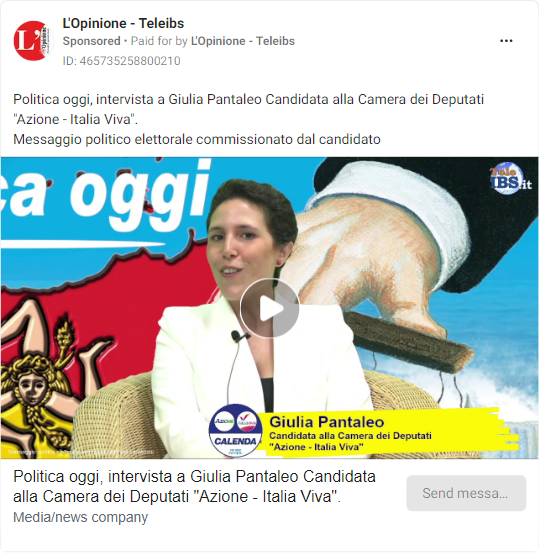 L'Opinione - Teleibs
Sponsored • Paid for by L'Opinione - Teleibs
ID: 465735258800210
Politica oggi, intervista a Giulia Pantaleo Candidata alla Camera dei Deputati
"Azione - Italia Viva".
Messaggio politico elettorale commissionato dal candidato
ca oggi
Tele
IBS.it
AZIONE
CALENDA
Giulia Pantaleo
Candidata alla Camera dei Deputati
"Azione - Italia Viva"
Politica oggi, intervista a Giulia Pantaleo Candidata
alla Camera dei Deputati "Azione - Italia Viva".
Send messa...
Media/news company